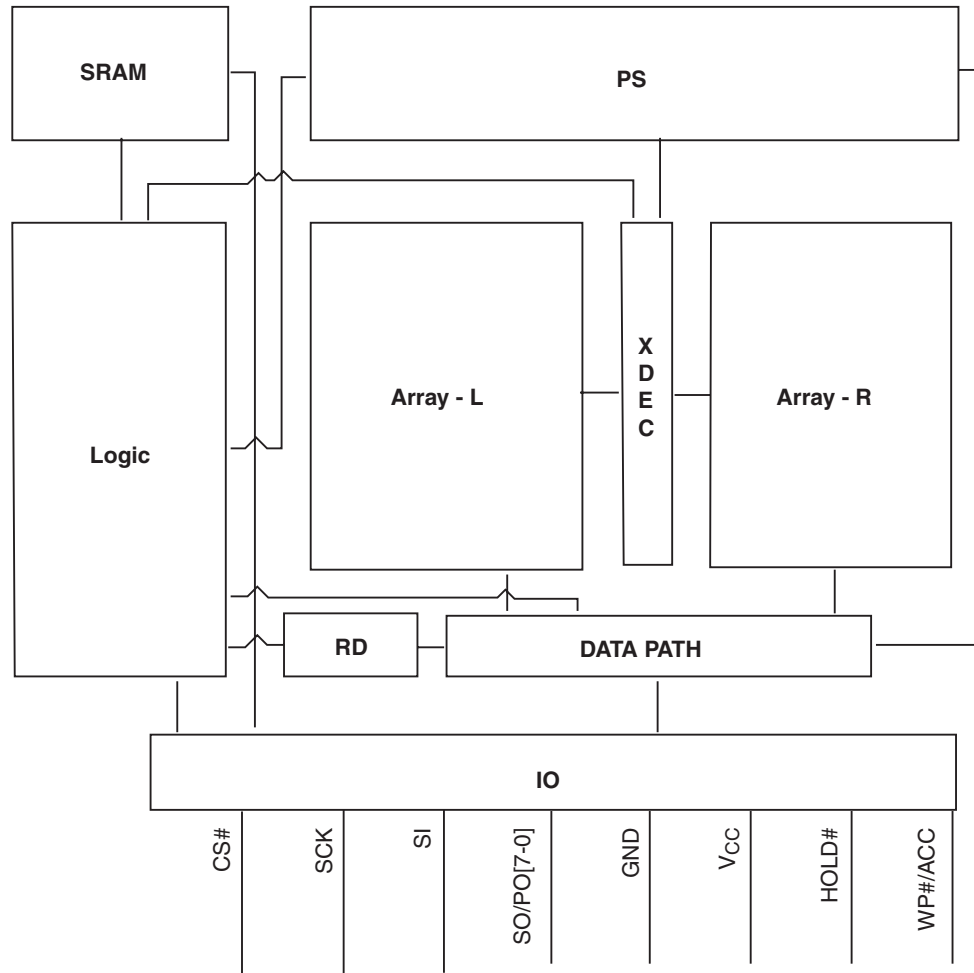 SRAM
PS
Logic
Array - L
X
D
E
C
Array - R
RD
DATA PATH
IO
CS#
SCK
SI
SO/PO[7-0]
GND
VCC
HOLD#
WP#/ACC